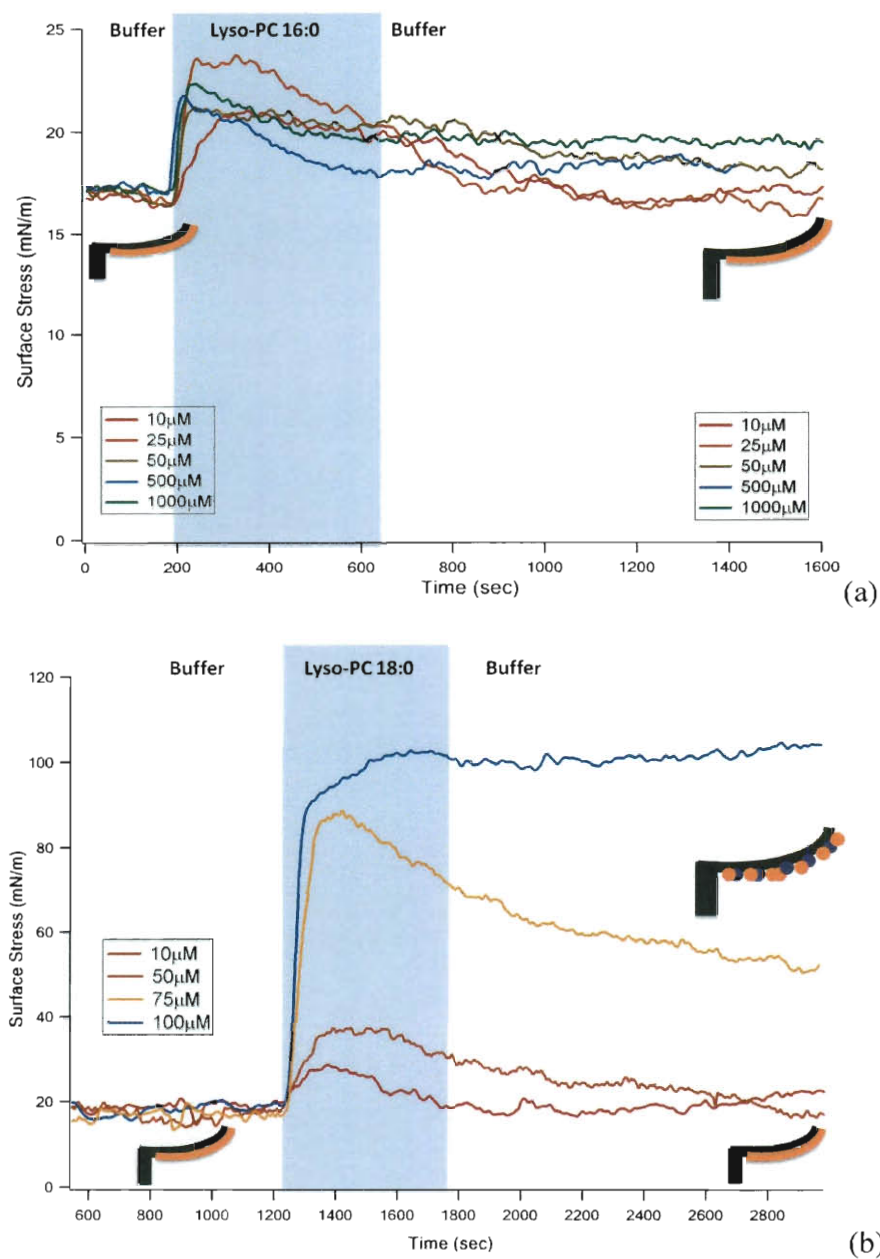 Buffer Lyso-PC 16:0 Buffer
25
20
15
10
5
0
Surface Stress (mN/m)
10µM
25µM
50µM
500µM
1000µM
10µM
25µM
50µM
500µM
1000µM
0 200 400 600 800 1000 1200 1400 1600
Time (sec)
(a)
Buffer Lyso-PC 18:0 Buffer
120
100
80
60
40
20
0
Surface Stress (mN/m)
10µM
50µM
75µM
100µM
600 800 1000 1200 1400 1600 1800 2000 2200 2400 2600 2800
Time (sec)
(b)